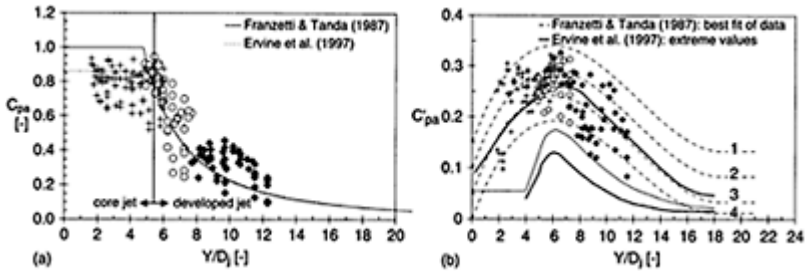 Franzetti & Tanda (1987)
Ervine et al. (1997)
1.2
1.0
0.8
0.6
0.4
0.2
0.0
Cpa
[-]
core jet
developed jet
0 2 4 6 8 10 12 14 16 18 20
Y/Dj [-]
(a)
Franzetti & Tanda (1987): best fit of data
Ervine et al. (1997): extreme values
0.4
0.3
0.2
0.1
0
C'pa
[-]
1
2
3
4
0 2 4 6 8 10 12 14 16 18 20 22 24
Y/Dj [-]
(b)